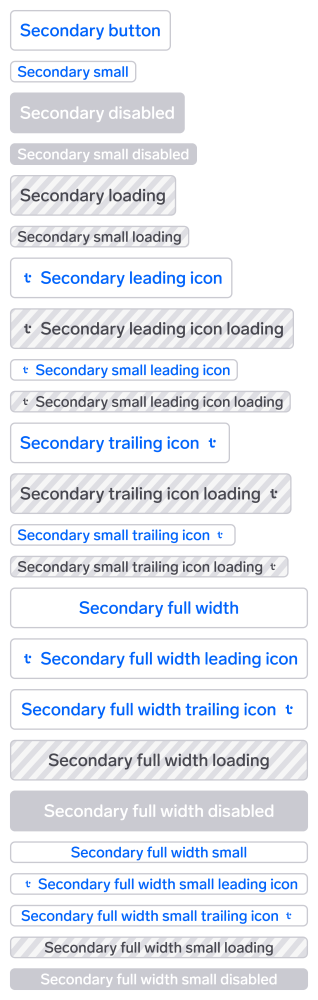 Secondary button
Secondary small
Secondary disabled
Secondary small disabled
Secondary loading
Secondary small loading
Secondary leading icon
Secondary leading icon loading
Secondary small leading icon
Secondary small leading icon loading
Secondary trailing icon
Secondary trailing icon loading
Secondary small trailing icon
Secondary small trailing icon loading
Secondary full width
Secondary full width leading icon
Secondary full width trailing icon
Secondary full width loading
Secondary full width disabled
Secondary full width small
Secondary full width small leading icon
Secondary full width small trailing icon
Secondary full width small loading
Secondary full width small disabled